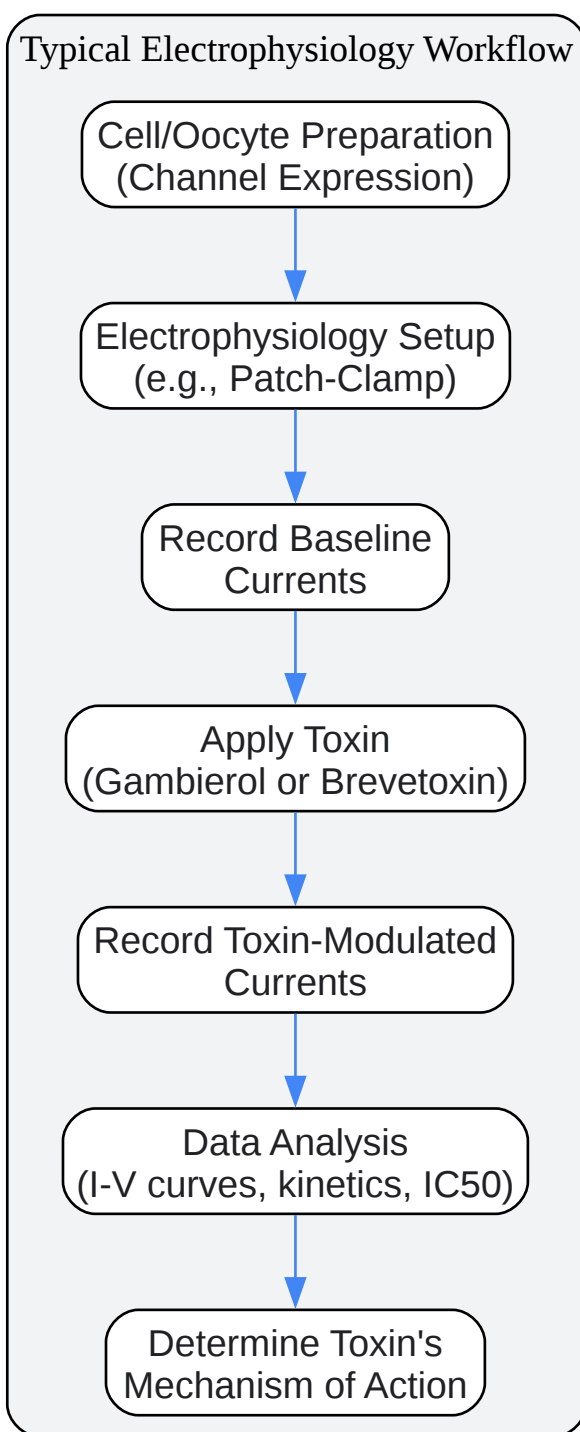 Typical Electrophysiology Workflow
Cell/Oocyte Preparation
(Channel Expression)
Electrophysiology Setup
(e.g., Patch-Clamp)
Record Baseline
Currents
Apply Toxin
(Gambierol or Brevetoxin)
Record Toxin-Modulated
Currents
Data Analysis
(I-V curves, kinetics, IC50)
Determine Toxin's
Mechanism of Action